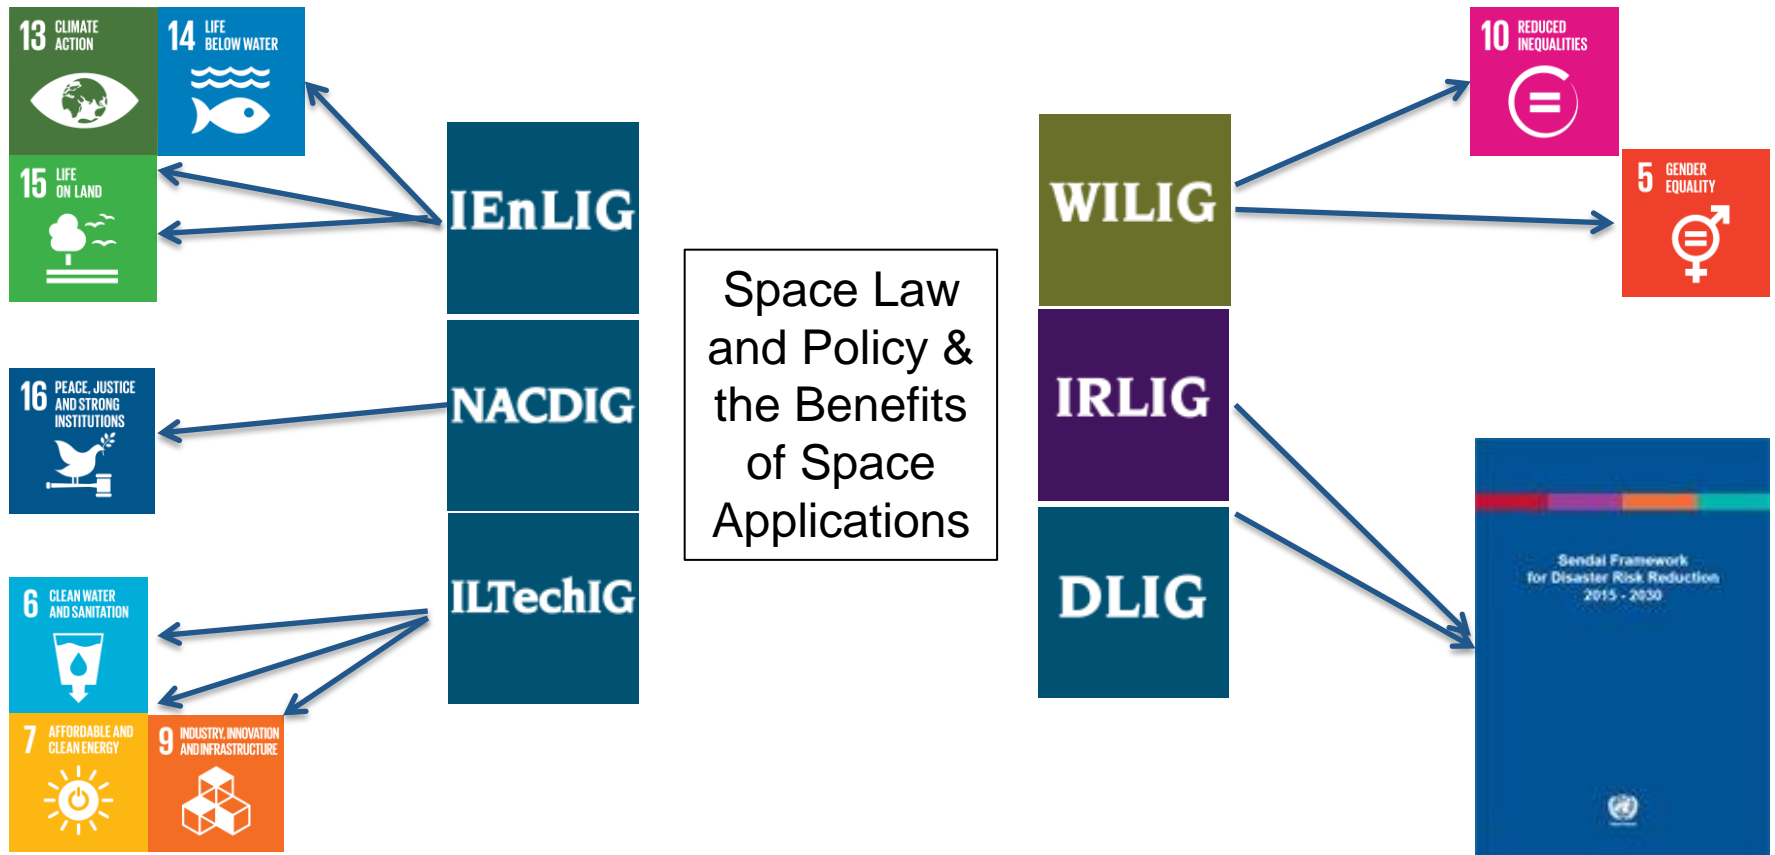 13 CLIMATE
ACTION
14 LIFE
BELOW WATER
15 LIFE
ON LAND
16 PEACE, JUSTICE
AND STRONG
INSTITUTIONS
6 CLEAN WATER
AND SANITATION
7 AFFORDABLE AND
CLEAN ENERGY
9 INDUSTRY, INNOVATION
AND INFRASTRUCTURE
IEnLIG
NACDIG
ILTechIG
Space Law
and Policy &
the Benefits
of Space
Applications
WILIG
IRLIG
DLIG
10 REDUCED
INEQUALITIES
5 GENDER
EQUALITY
Sendai Framework
for Disaster Risk Reduction
2015 - 2030